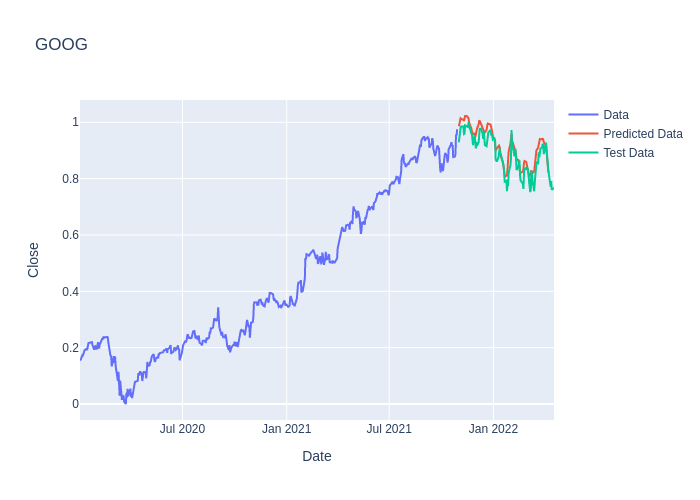 GOOG
Data
Predicted Data
Test Data
1
0.8
0.6
0.4
0.2
0
Close
Jul 2020
Jan 2021
Jul 2021
Jan 2022
Date